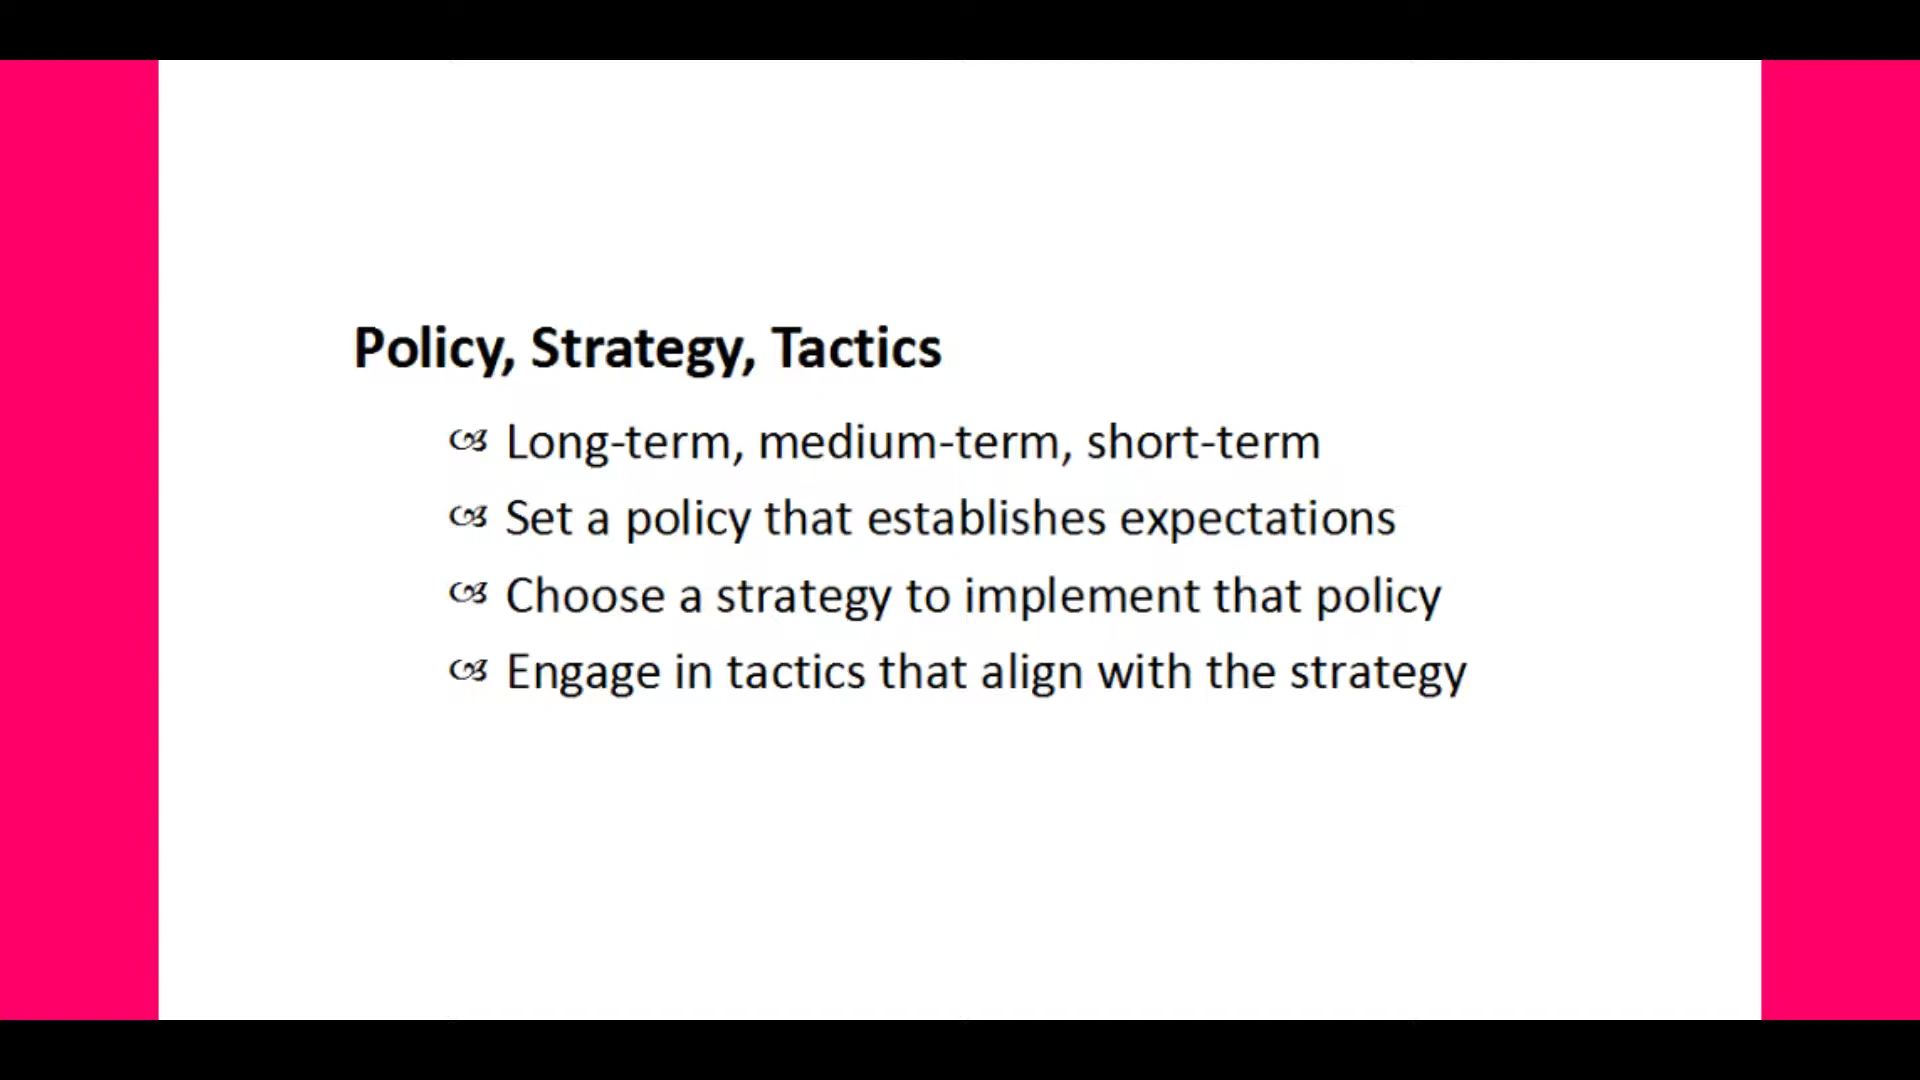 Policy, Strategy, Tactics
Long-term, medium-term, short-term
Set a policy that establishes expectations
Choose a strategy to implement that policy
Engage in tactics that align with the strategy